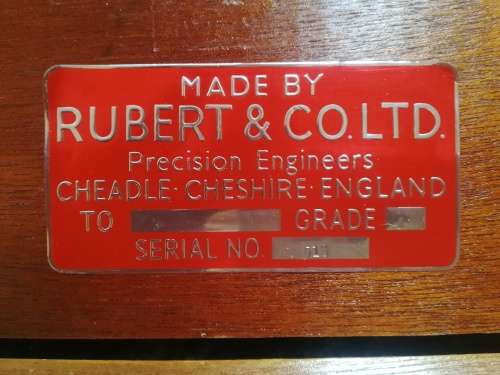 MADE BY
RUBERT & CO. LTD.
Precision Engineers
CHEADLE · CHESHIRE · ENGLAND
TO GRADE
SERIAL NO.